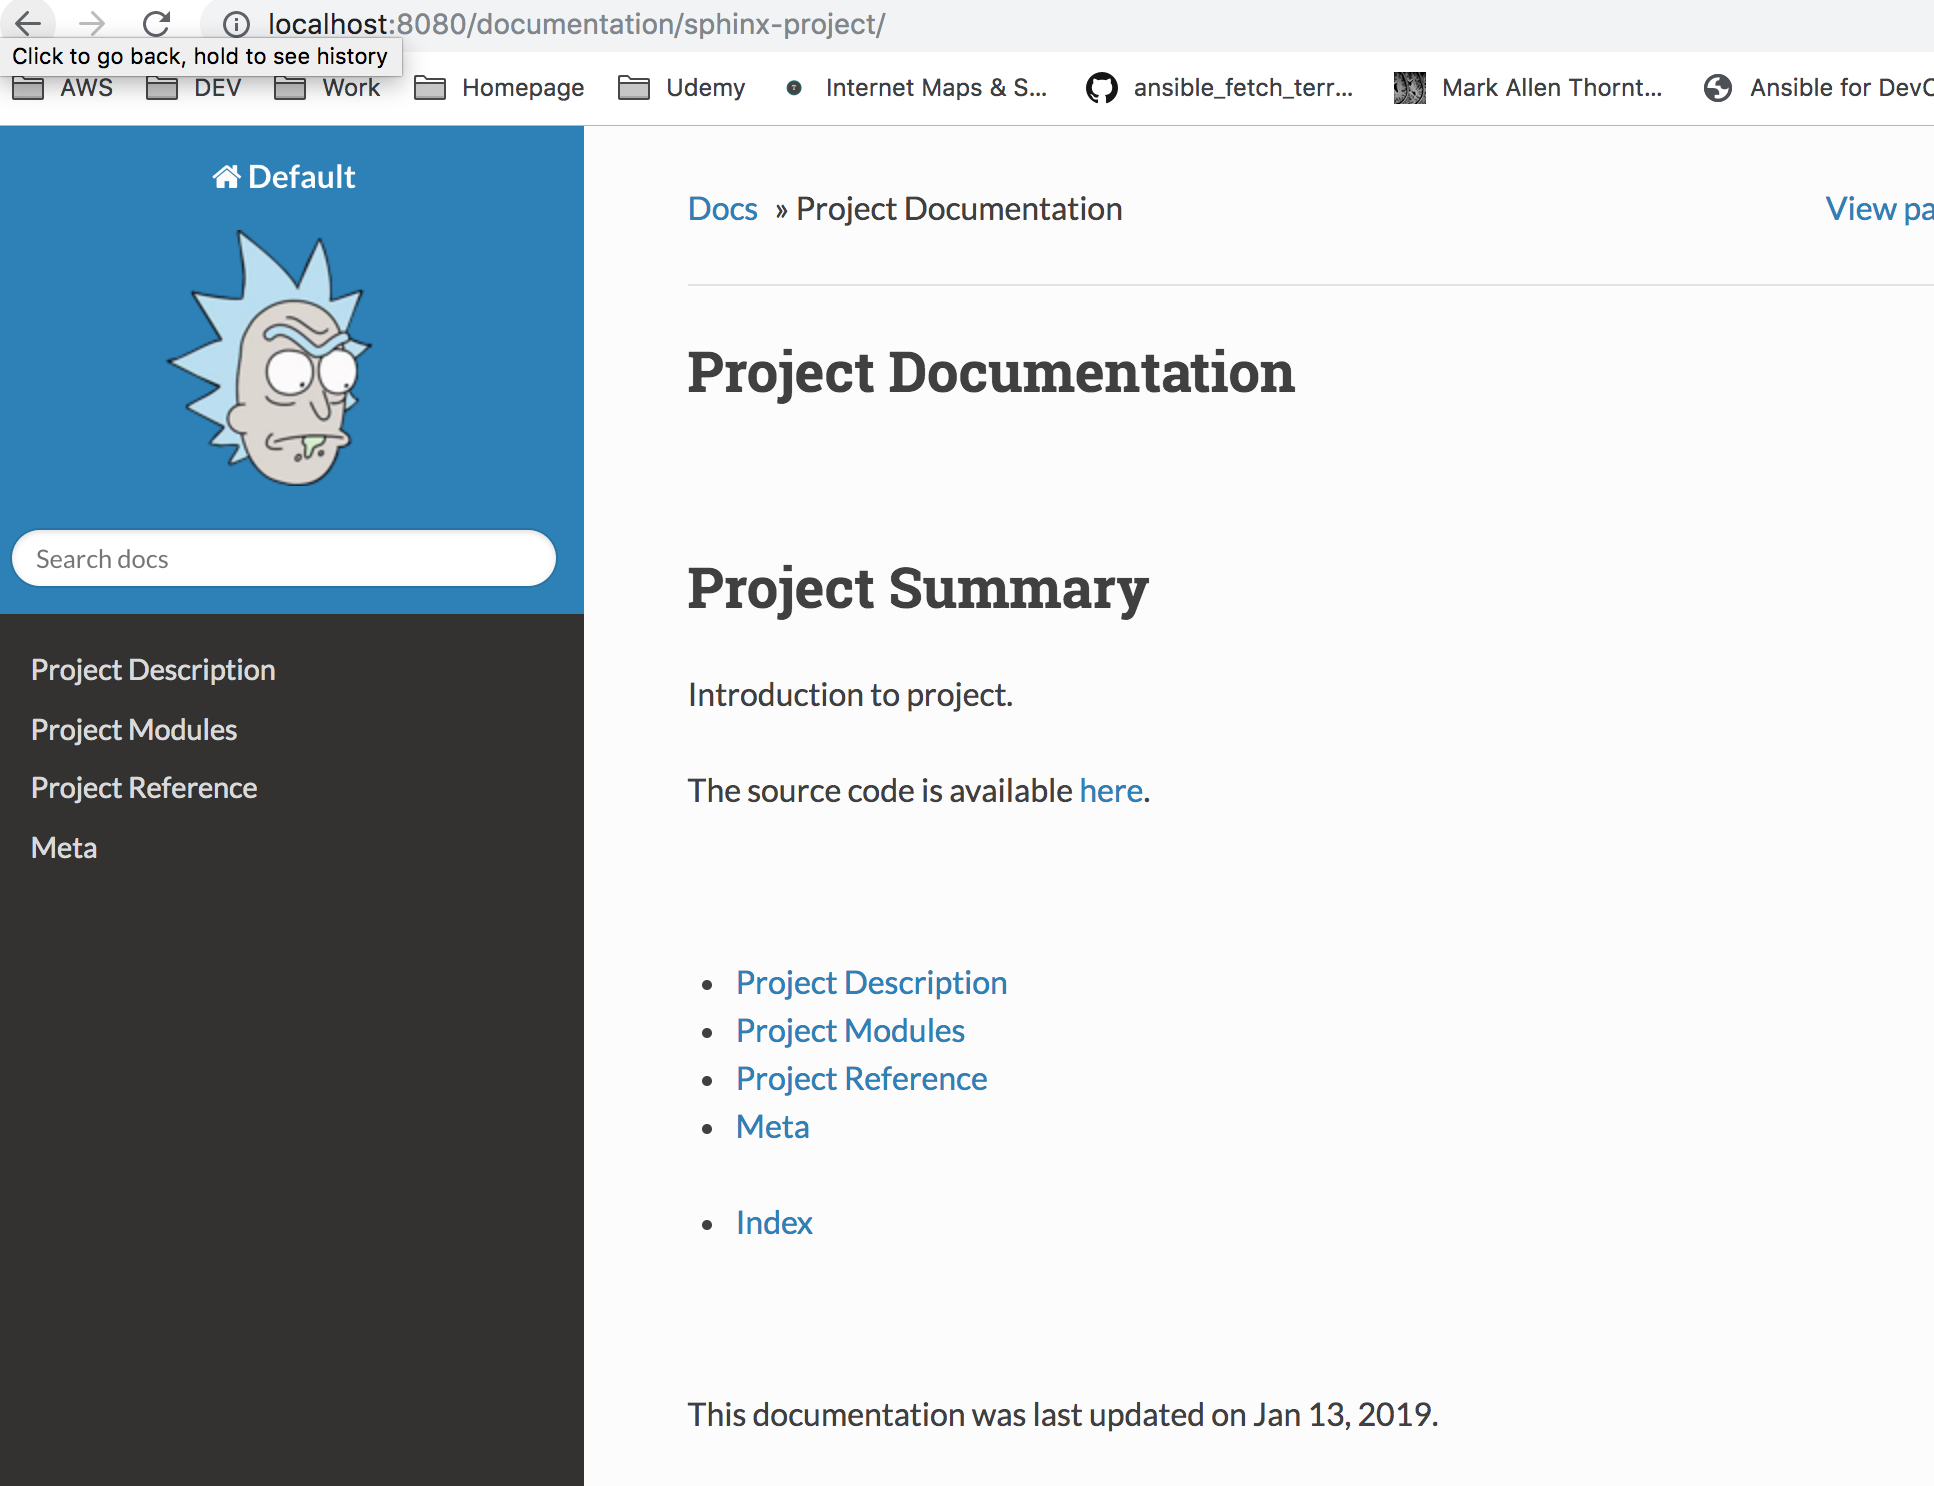 localhost:8080/documentation/sphinx-project/
Click to go back, hold to see history
AWS DEV Work Homepage Udemy Internet Maps & S... ansible_fetch_terr... Mark Allen Thornt... Ansible for DevO
Default
Search docs
Project Description
Project Modules
Project Reference
Meta
Docs » Project Documentation View pa
Project Documentation
Project Summary
Introduction to project.
The source code is available here.
• Project Description
• Project Modules
• Project Reference
• Meta
• Index
This documentation was last updated on Jan 13, 2019.